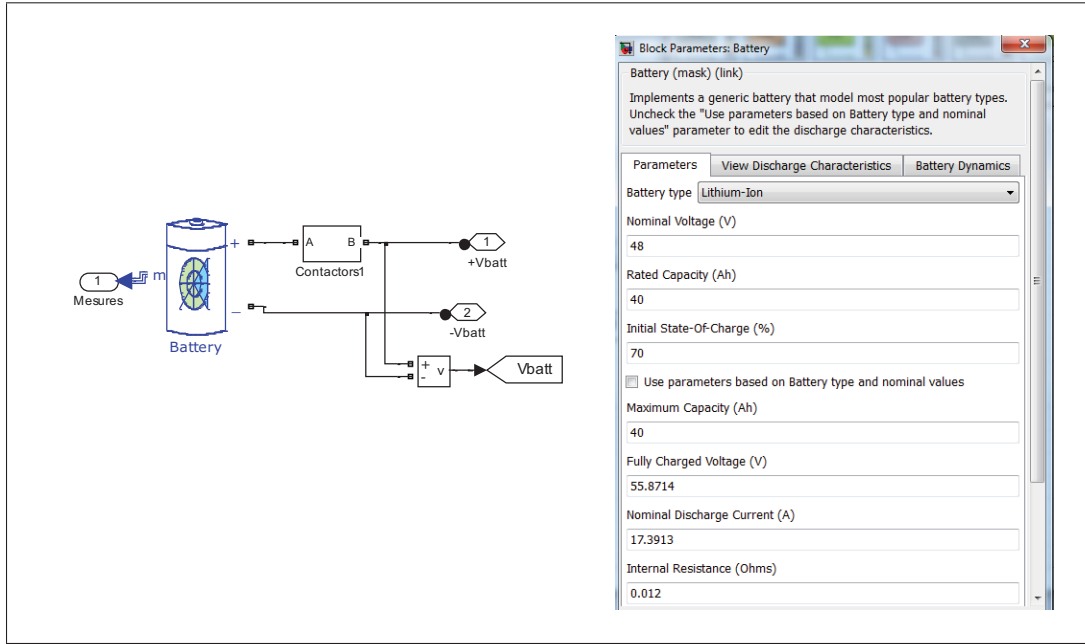 1
Mesures
m
+
−
Battery
A
B
Contactors1
1
+Vbatt
2
-Vbatt
+
-
v
Vbatt
Block Parameters: Battery
x
Battery (mask) (link)
Implements a generic battery that model most popular battery types.
Uncheck the "Use parameters based on Battery type and nominal
values" parameter to edit the discharge characteristics.
Parameters
View Discharge Characteristics
Battery Dynamics
Battery type Lithium-Ion
Nominal Voltage (V)
48
Rated Capacity (Ah)
40
Initial State-Of-Charge (%)
70
Use parameters based on Battery type and nominal values
Maximum Capacity (Ah)
40
Fully Charged Voltage (V)
55.8714
Nominal Discharge Current (A)
17.3913
Internal Resistance (Ohms)
0.012